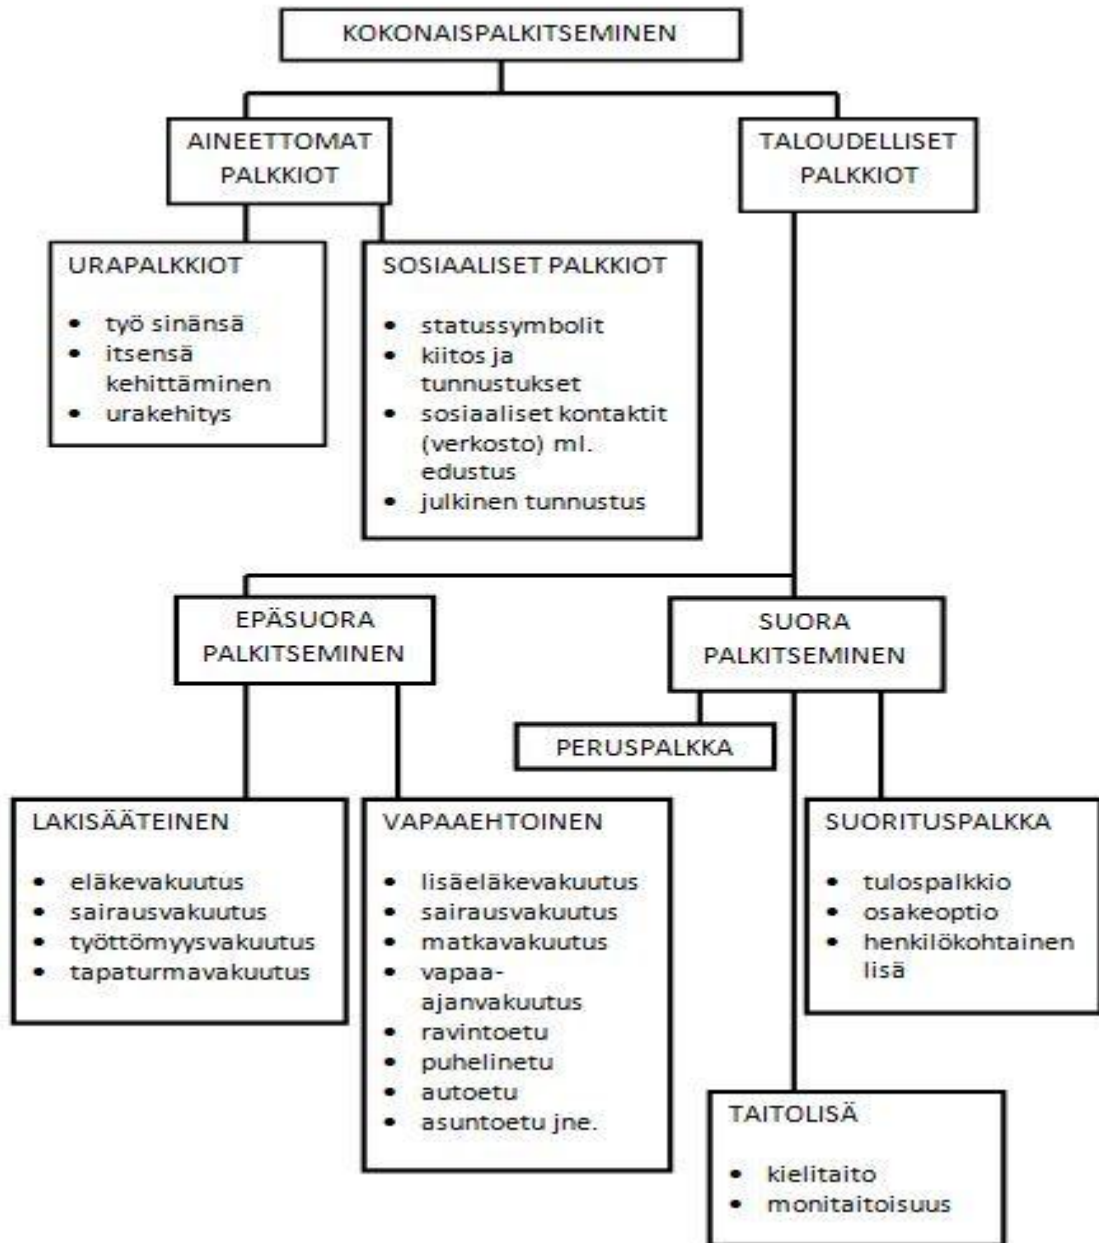 KOKONAISPALKITSEMINEN
AINEETTOMAT
PALKKIOT
TALOUDELLISET
PALKKIOT
URAPALKKIOT
• työ sinänsä
• itsensä
kehittäminen
• urakehitys
SOSIAALISET PALKKIOT
• statussymbolit
• kiitos ja
tunnustukset
• sosiaaliset kontaktit
(verkosto) ml.
edustus
• julkinen tunnustus
EPÄSUORA
PALKITSEMINEN
SUORA
PALKITSEMINEN
PERUSPALKKA
LAKISÄÄTEINEN
• eläkevakuutus
• sairausvakuutus
• työttömyysvakuutus
• tapaturmavakuutus
VAPAAEHTOINEN
• lisäeläkevakuutus
• sairausvakuutus
• matkavakuutus
• vapaa-
ajanvakuutus
• ravintoetu
• puhelinetu
• autoetu
• asuntoetu jne.
SUORITUSPALKKA
• tulospalkkio
• osakeoptio
• henkilökohtainen
lisä
TAITOLISÄ
• kielitaito
• monitaitoisuus